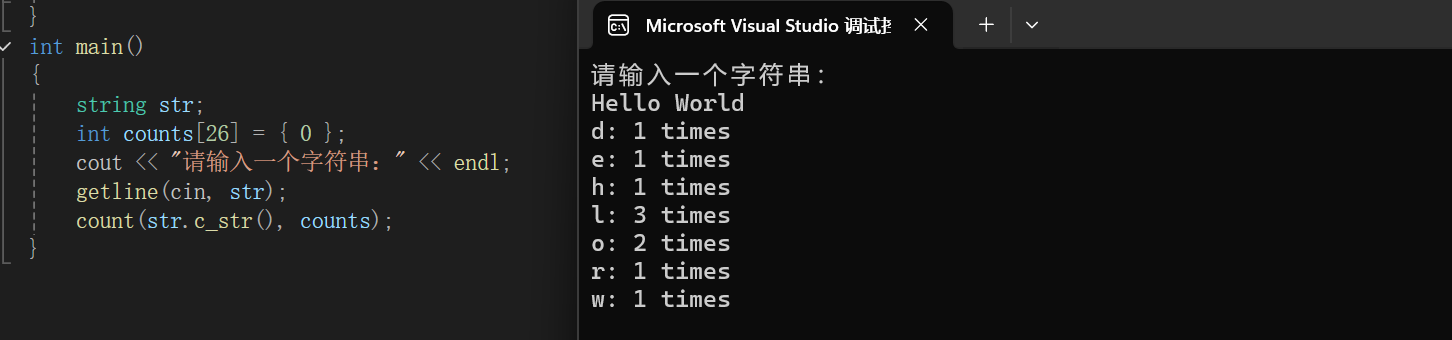 }
int main()
{
string str;
int counts[26] = { 0 };
cout << "请输入一个字符串：" << endl;
getline(cin, str);
count(str.c_str(), counts);
}
C:\
Microsoft Visual Studio 调试
请输入一个字符串：
Hello World
d: 1 times
e: 1 times
h: 1 times
l: 3 times
o: 2 times
r: 1 times
w: 1 times